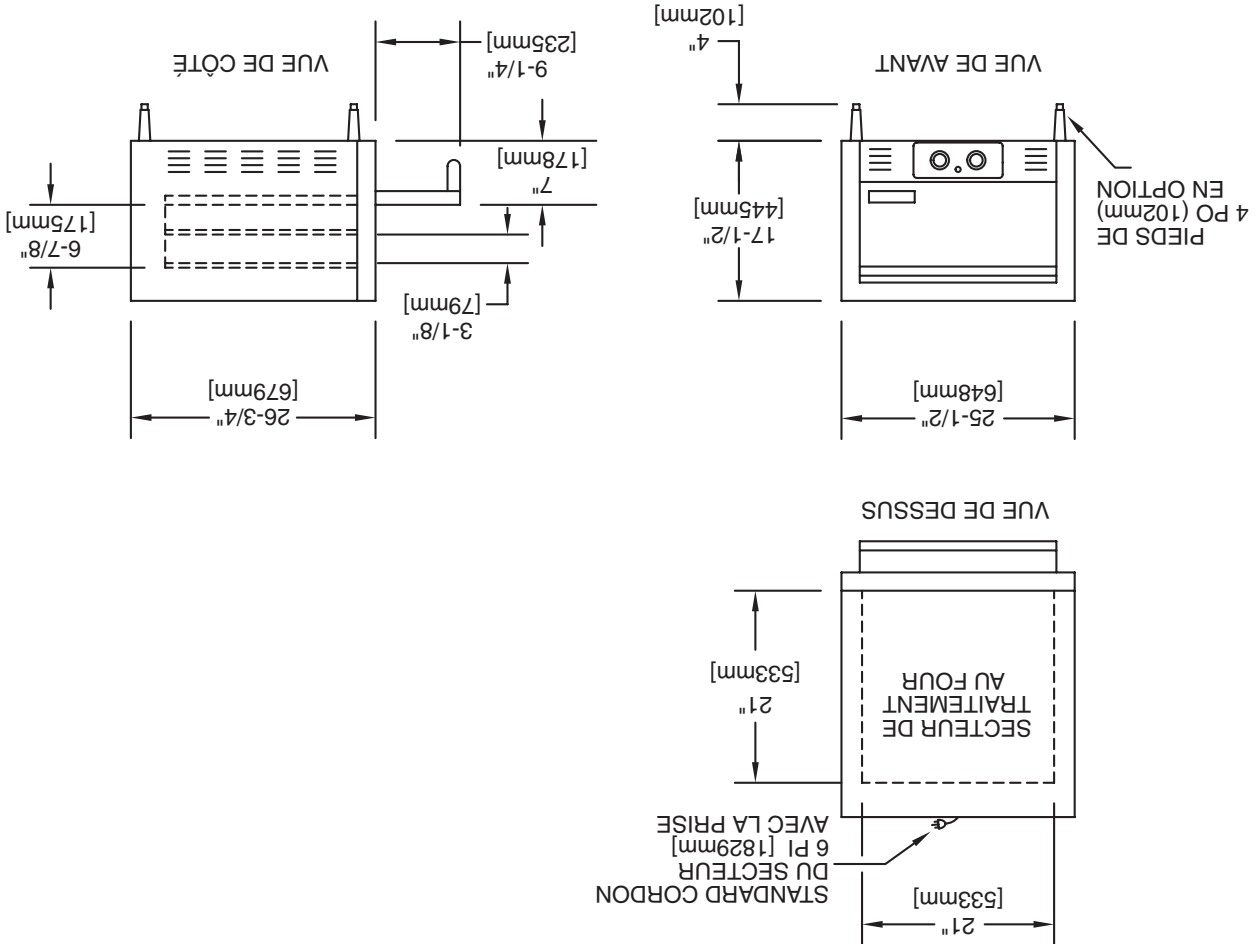 21"
[533mm]
STANDARD CORDON
DU SECTEUR
6 PI [1829mm]
AVEC LA PRISE
SECTEUR DE
TRAITEMENT
AU FOUR
21"
[533mm]
VUE DE DESSUS
25-1/2"
[648mm]
PIEDS DE
4 PO (102mm)
EN OPTION
17-1/2"
[445mm]
4"
[102mm]
VUE DE AVANT
26-3/4"
[679mm]
3-1/8"
[79mm]
6-7/8"
[175mm]
7"
[178mm]
9-1/4"
[235mm]
VUE DE CÔTÉ